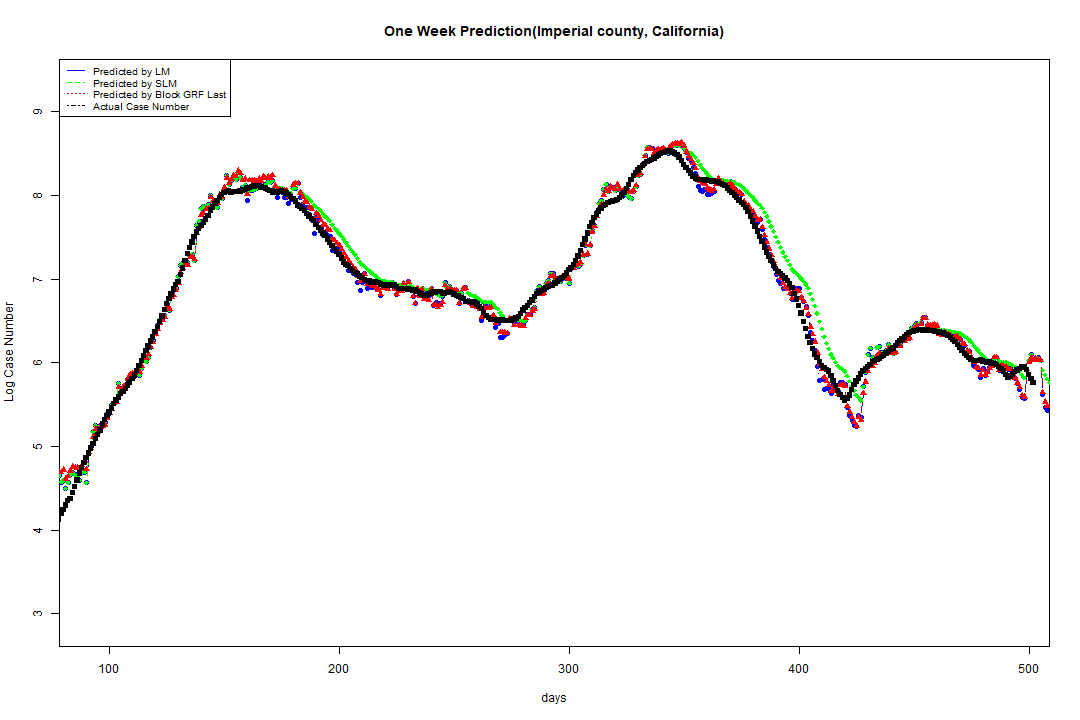 One Week Prediction(Imperial county, California)
Predicted by LM
Predicted by SLM
Predicted by Block GRF Last
Actual Case Number
9
8
7
6
5
4
3
Log Case Number
100 200 300 400 500
days